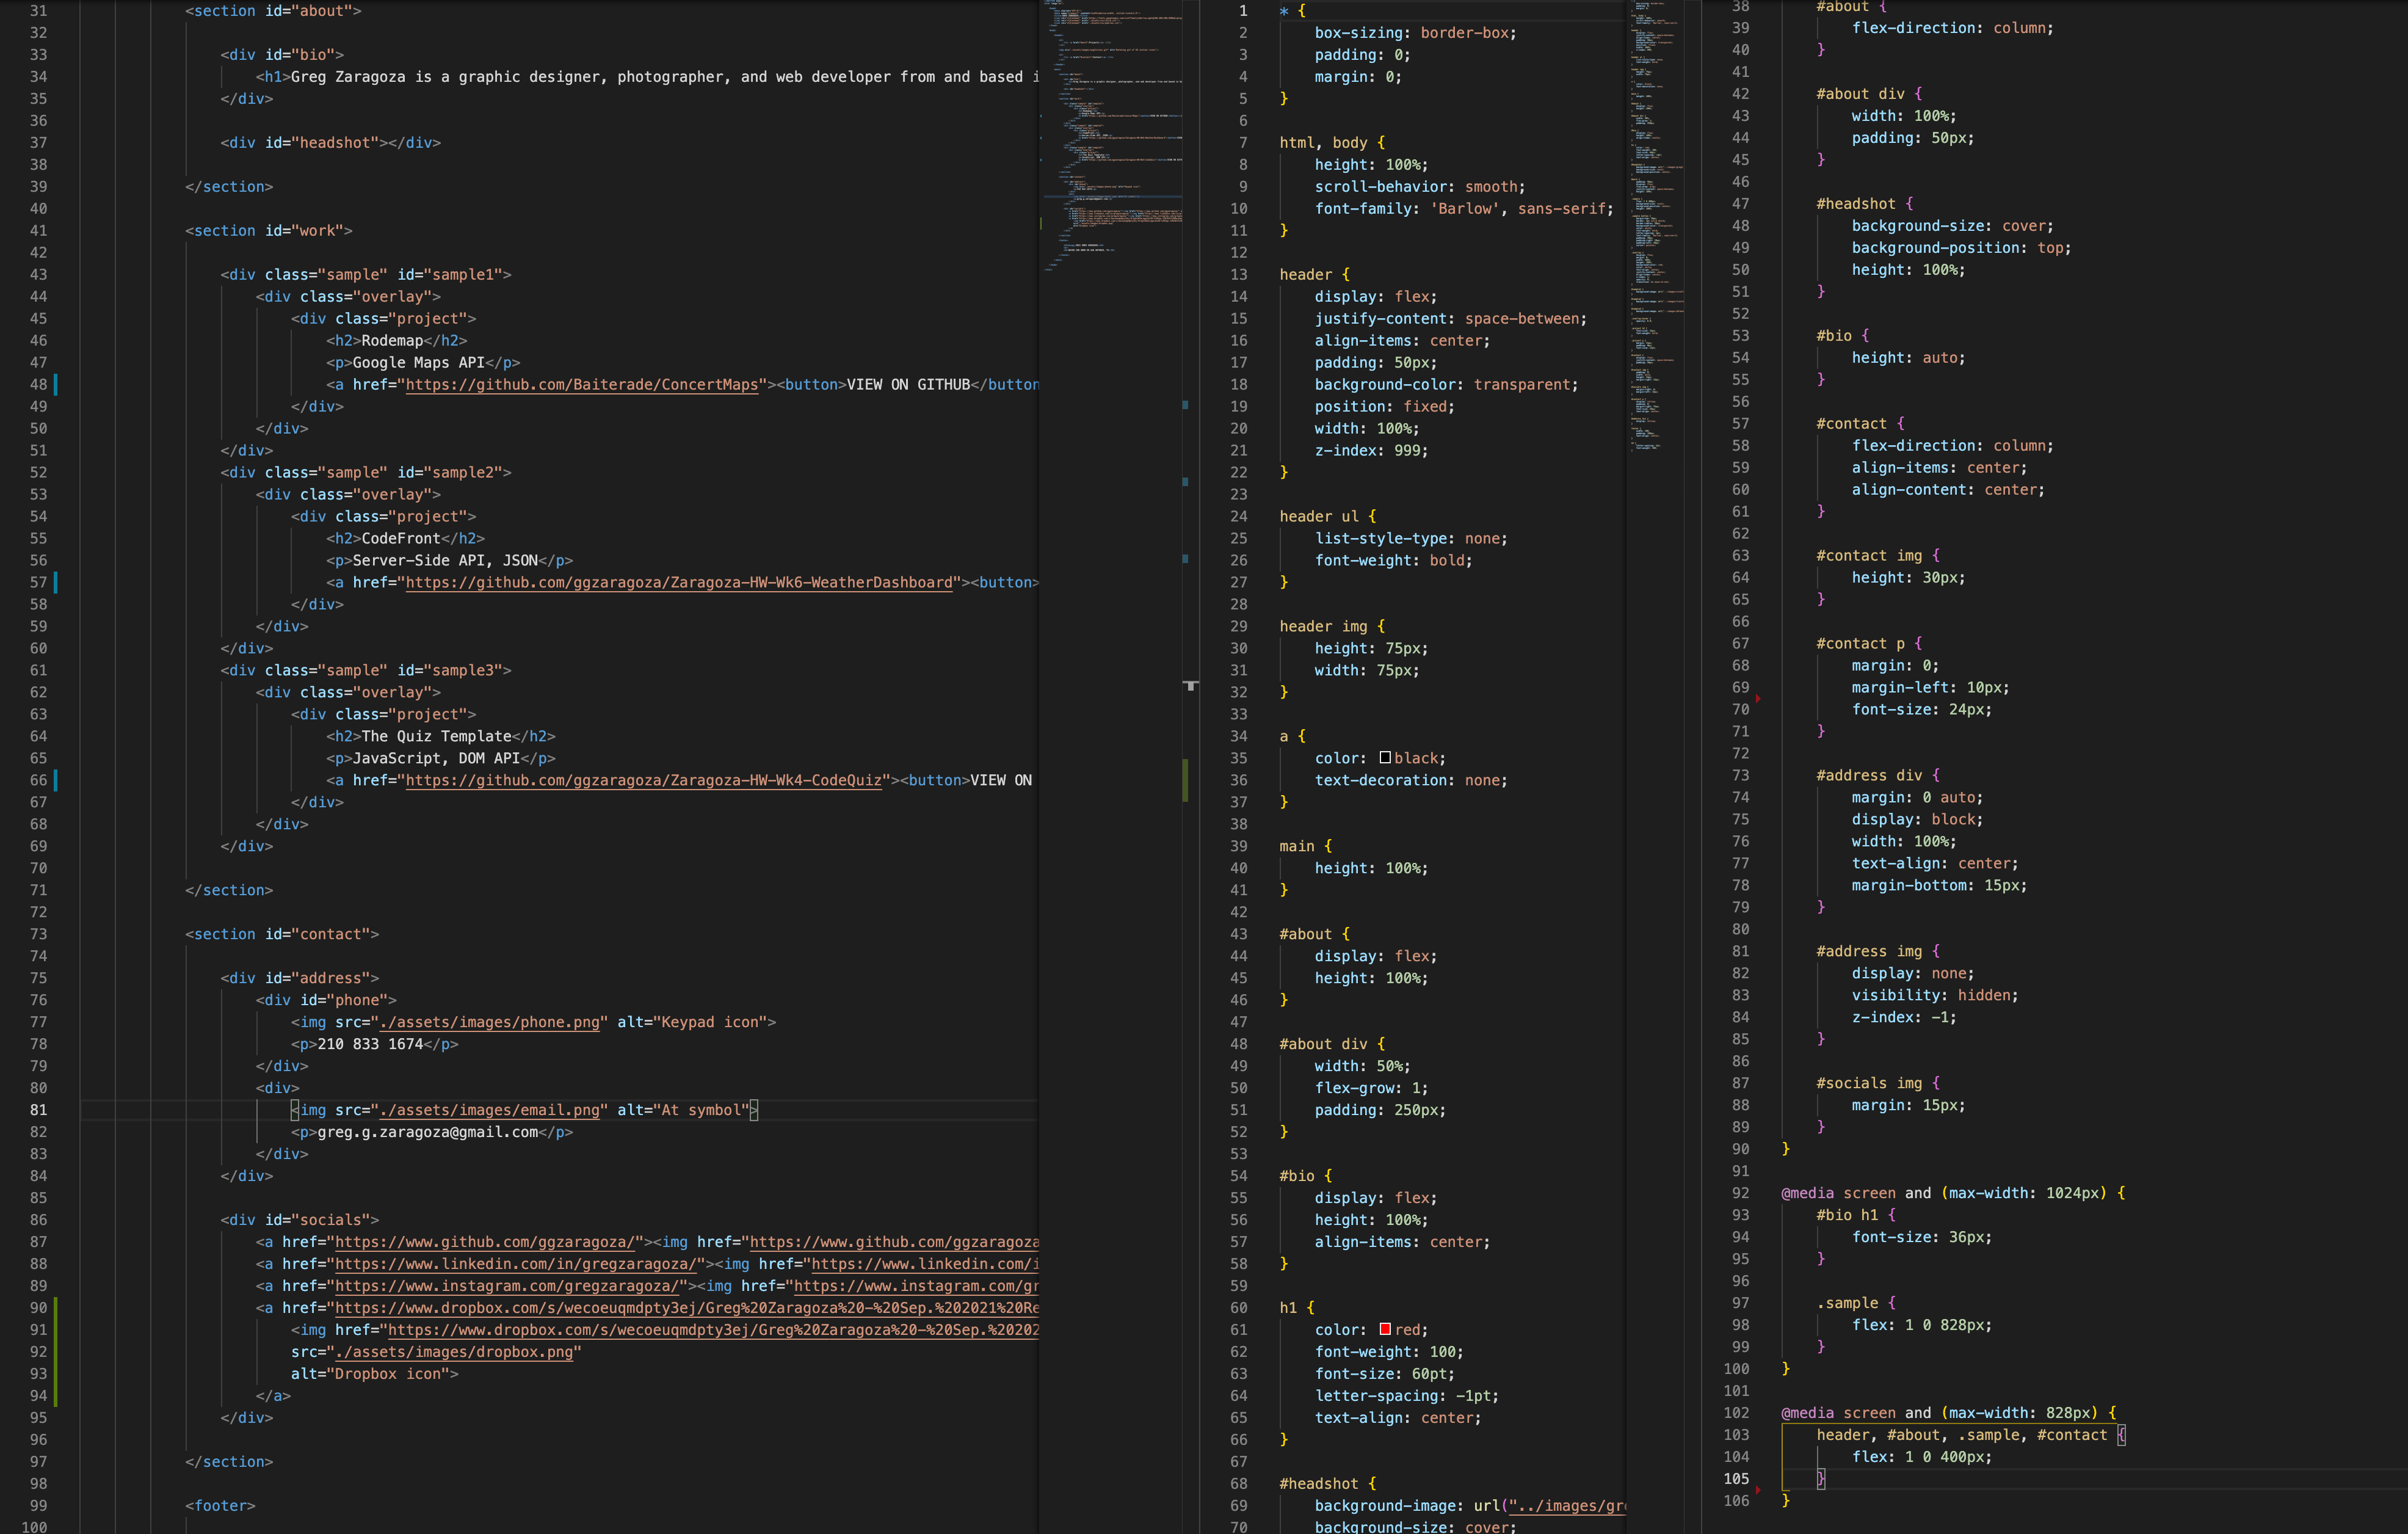 31 <section id="about">
32
33 <div id="bio">
34 <h1>Greg Zaragoza is a graphic designer, photographer, and web developer from and based i
35 </div>
36
37 <div id="headshot"></div>
38
39 </section>
40
41 <section id="work">
42
43 <div class="sample" id="sample1">
44 <div class="overlay">
45 <div class="project">
46 <h2>Rodemap</h2>
47 <p>Google Maps API</p>
48 <a href="https://github.com/Baiterade/ConcertMaps"><button>VIEW ON GITHUB</button
49 </div>
50 </div>
51 </div>
52 <div class="sample" id="sample2">
53 <div class="overlay">
54 <div class="project">
55 <h2>CodeFront</h2>
56 <p>Server-Side API, JSON</p>
57 <a href="https://github.com/ggzaragoza/Zaragoza-HW-Wk6-WeatherDashboard"><button>
58 </div>
59 </div>
60 </div>
61 <div class="sample" id="sample3">
62 <div class="overlay">
63 <div class="project">
64 <h2>The Quiz Template</h2>
65 <p>JavaScript, DOM API</p>
66 <a href="https://github.com/ggzaragoza/Zaragoza-HW-Wk4-CodeQuiz"><button>VIEW ON
67 </div>
68 </div>
69 </div>
70
71 </section>
72
73 <section id="contact">
74
75 <div id="address">
76 <div id="phone">
77 <img src="./assets/images/phone.png" alt="Keypad icon">
78 <p>210 833 1674</p>
79 </div>
80 <div>
81 <img src="./assets/images/email.png" alt="At symbol">
82 <p>greg.g.zaragoza@gmail.com</p>
83 </div>
84 </div>
85
86 <div id="socials">
87 <a href="https://www.github.com/ggzaragoza/"><img href="https://www.github.com/ggzaragoza
88 <a href="https://www.linkedin.com/in/gregzaragoza/"><img href="https://www.linkedin.com/i
89 <a href="https://www.instagram.com/gregzaragoza/"><img href="https://www.instagram.com/gr
90 <a href="https://www.dropbox.com/s/wecoeuqmdpty3ej/Greg%20Zaragoza%20-%20Sep.%202021%20Re
91 <img href="https://www.dropbox.com/s/wecoeuqmdpty3ej/Greg%20Zaragoza%20-%20Sep.%20202
92 src="./assets/images/dropbox.png"
93 alt="Dropbox icon">
94 </a>
95 </div>
96
97 </section>
98
99 <footer>
100
1 * {
2 box-sizing: border-box;
3 padding: 0;
4 margin: 0;
5 }
6
7 html, body {
8 height: 100%;
9 scroll-behavior: smooth;
10 font-family: 'Barlow', sans-serif;
11 }
12
13 header {
14 display: flex;
15 justify-content: space-between;
16 align-items: center;
17 padding: 50px;
18 background-color: transparent;
19 position: fixed;
20 width: 100%;
21 z-index: 999;
22 }
23
24 header ul {
25 list-style-type: none;
26 font-weight: bold;
27 }
28
29 header img {
30 height: 75px;
31 width: 75px;
32 }
33
34 a {
35 color: black;
36 text-decoration: none;
37 }
38
39 main {
40 height: 100%;
41 }
42
43 #about {
44 display: flex;
45 height: 100%;
46 }
47
48 #about div {
49 width: 50%;
50 flex-grow: 1;
51 padding: 250px;
52 }
53
54 #bio {
55 display: flex;
56 height: 100%;
57 align-items: center;
58 }
59
60 h1 {
61 color: red;
62 font-weight: 100;
63 font-size: 60pt;
64 letter-spacing: -1pt;
65 text-align: center;
66 }
67
68 #headshot {
69 background-image: url("../images/gr
70 background-size: cover;
38 #about {
39 flex-direction: column;
40 }
41
42 #about div {
43 width: 100%;
44 padding: 50px;
45 }
46
47 #headshot {
48 background-size: cover;
49 background-position: top;
50 height: 100%;
51 }
52
53 #bio {
54 height: auto;
55 }
56
57 #contact {
58 flex-direction: column;
59 align-items: center;
60 align-content: center;
61 }
62
63 #contact img {
64 height: 30px;
65 }
66
67 #contact p {
68 margin: 0;
69 margin-left: 10px;
70 font-size: 24px;
71 }
72
73 #address div {
74 margin: 0 auto;
75 display: block;
76 width: 100%;
77 text-align: center;
78 margin-bottom: 15px;
79 }
80
81 #address img {
82 display: none;
83 visibility: hidden;
84 z-index: -1;
85 }
86
87 #socials img {
88 margin: 15px;
89 }
90 }
91
92 @media screen and (max-width: 1024px) {
93 #bio h1 {
94 font-size: 36px;
95 }
96
97 .sample {
98 flex: 1 0 828px;
99 }
100 }
101
102 @media screen and (max-width: 828px) {
103 header, #about, .sample, #contact {
104 flex: 1 0 400px;
105 }
106 }